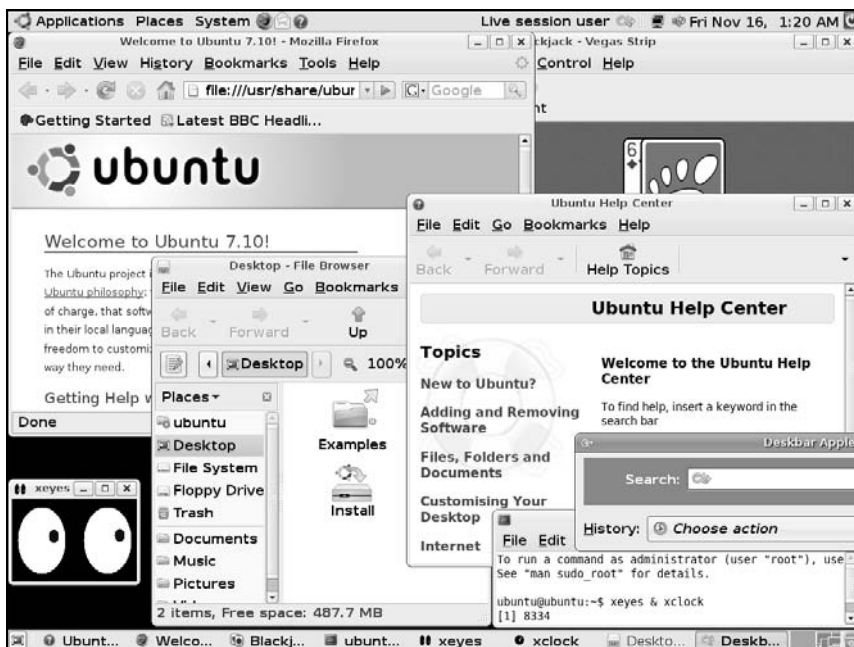 Applications Places System
Live session user
Fri Nov 16, 1:20 AM
Welcome to Ubuntu 7.10! - Mozilla Firefox
File Edit View History Bookmarks Tools Help
file:///usr/share/ubur
Google
Getting Started Latest BBC Headli...
ubuntu
Welcome to Ubuntu 7.10!
The Ubuntu project
Ubuntu philosophy:
of charge, that softw
in their local languag
freedom to customiz
way they need.
Getting Help w
Done
ckjack - Vegas Strip
Control Help
nt
6
Desktop - File Browser
File Edit View Go Bookmarks
Back Forward Up
Desktop 100%
Places
ubuntu
Desktop
File System
Floppy Drive
Trash
Documents
Music
Pictures
Examples
Install
2 items, Free space: 487.7 MB
Ubuntu Help Center
File Edit Go Bookmarks Help
Back Forward Help Topics
Ubuntu Help Center
Topics
New to Ubuntu?
Adding and Removing
Software
Files, Folders and
Documents
Customising Your
Desktop
Internet
Welcome to the Ubuntu Help
Center
To find help, insert a keyword in the
search bar
Deskbar Apple
Search:
History: Choose action
xeyes
File Edit
To run a command as administrator (user "root"), use
See "man sudo_root" for details.
ubuntu@ubuntu:~$ xeyes & xclock
[1] 8334
Ubunt... Welco... Blackj... ubunt... xeyes xclock Deskto... Deskb...